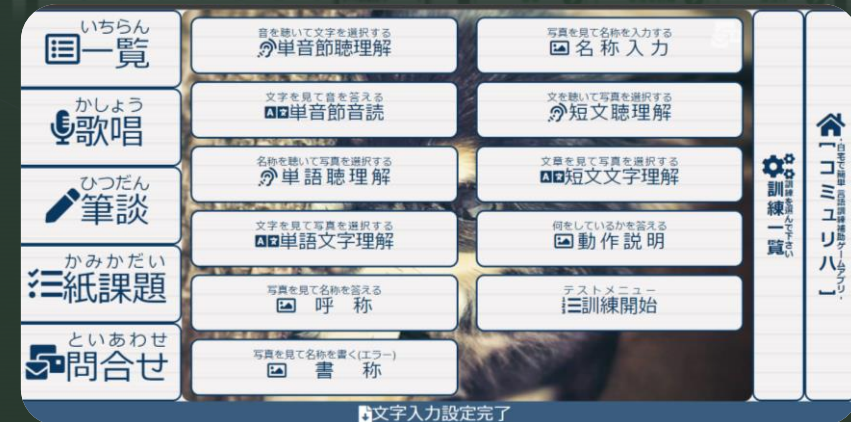 いちらん
一覧
かしょう
歌唱
ひつだん
筆談
かみかだい
紙課題
といあわせ
問合せ
音を聴いて文字を選択する
単音節聴理解
文字を見て音を答える
単音節音読
名称を聴いて写真を選択する
単語聴理解
文字を見て写真を選択する
単語文字理解
写真を見て名称を答える
呼称
写真を見て名称を書く(エラー)
書称
写真を見て名称を入力する
名称入力
文を聴いて写真を選択する
短文聴理解
文章を見て写真を選択する
短文文字理解
何をしているかを答える
動作説明
テストメニュー
訓練開始
訓練を選んで下さい
訓練一覧
-自宅で簡単 言語訓練補助ゲームアプリ-
[コミュリハ]
文字入力設定完了